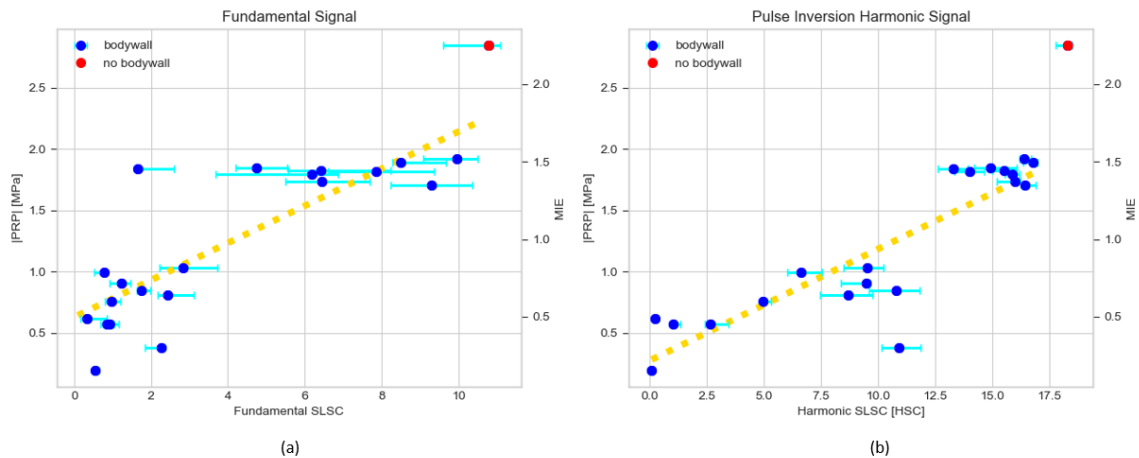 Fundamental Signal
bodywall
no bodywall
|PRP| [MPa]
2.5
2.0
1.5
1.0
0.5
2.0
1.5
1.0
0.5
MIE
0 2 4 6 8 10
Fundamental SLSC
(a)
Pulse Inversion Harmonic Signal
bodywall
no bodywall
|PRP| [MPa]
2.5
2.0
1.5
1.0
0.5
2.0
1.5
1.0
0.5
MIE
0.0 2.5 5.0 7.5 10.0 12.5 15.0 17.5
Harmonic SLSC [HSC]
(b)